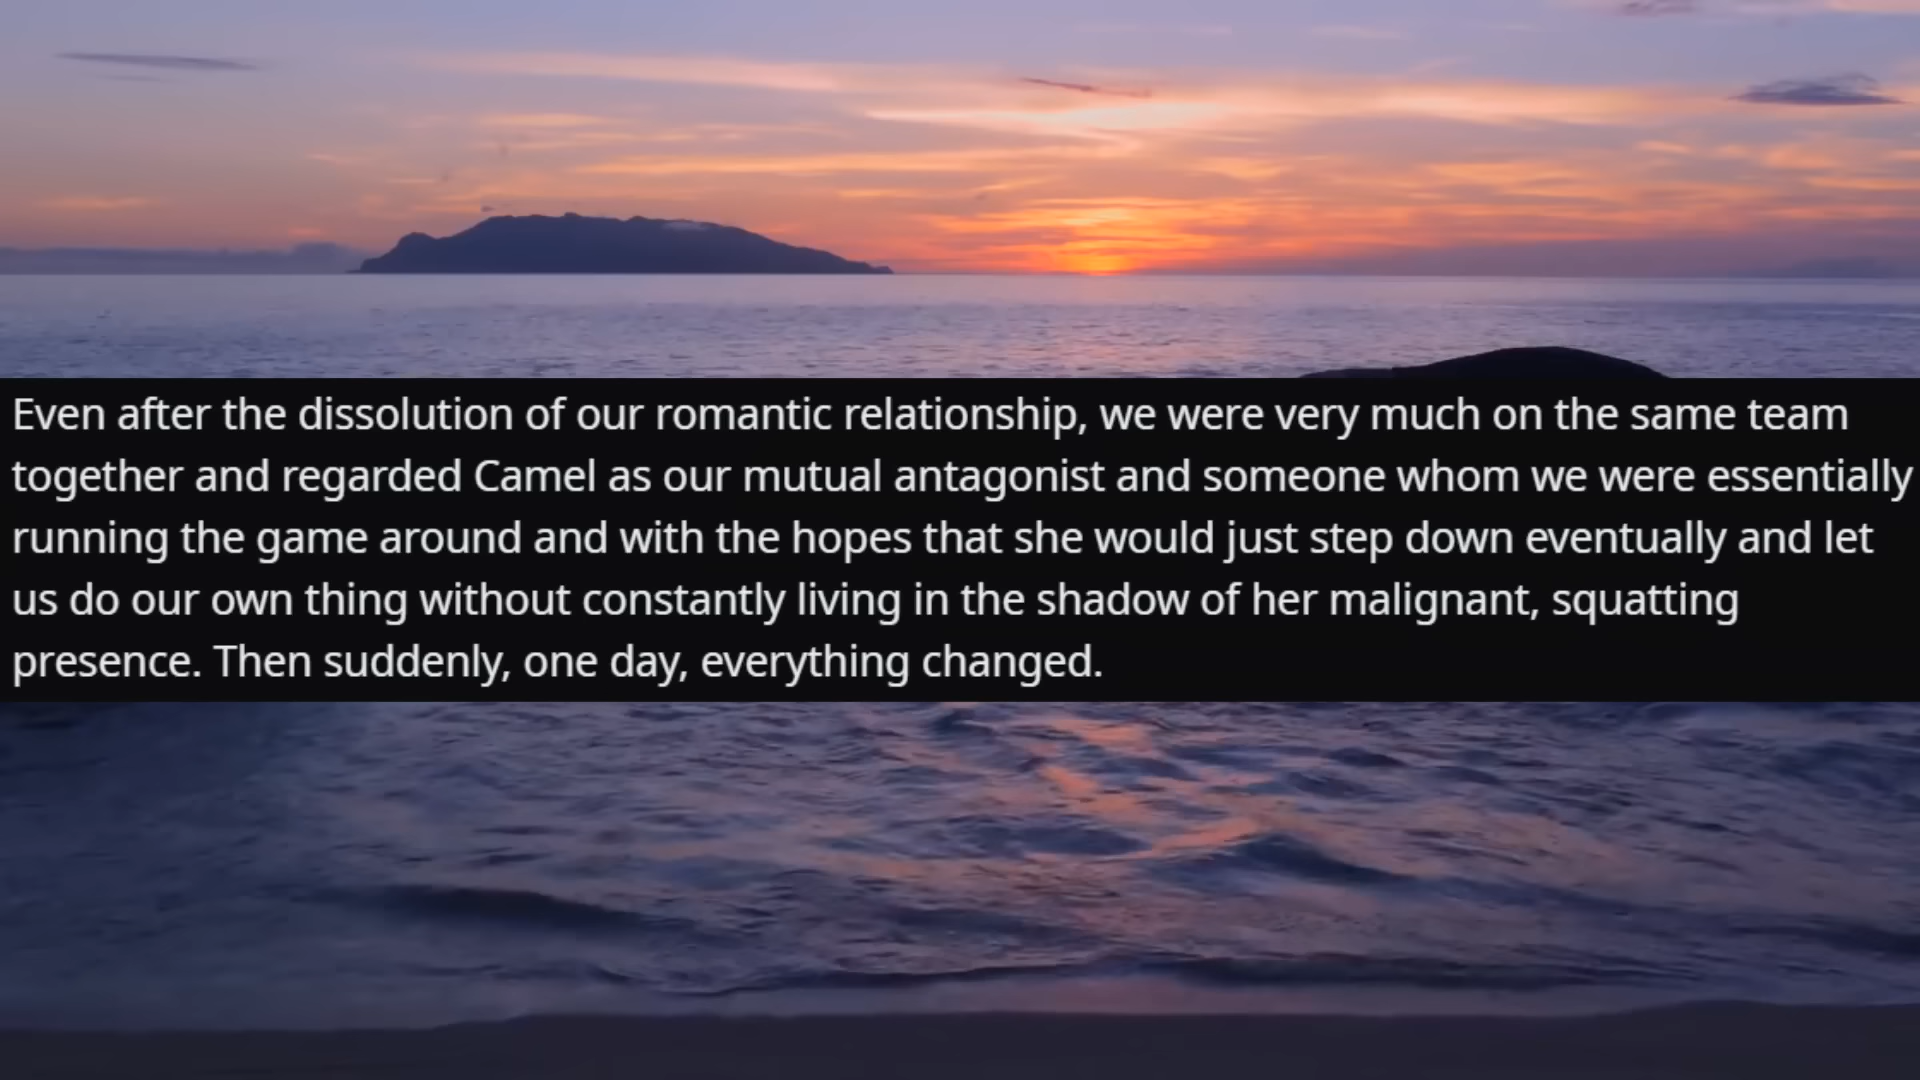 Even after the dissolution of our romantic relationship, we were very much on the same team
together and regarded Camel as our mutual antagonist and someone whom we were essentially
running the game around and with the hopes that she would just step down eventually and let
us do our own thing without constantly living in the shadow of her malignant, squatting
presence. Then suddenly, one day, everything changed.